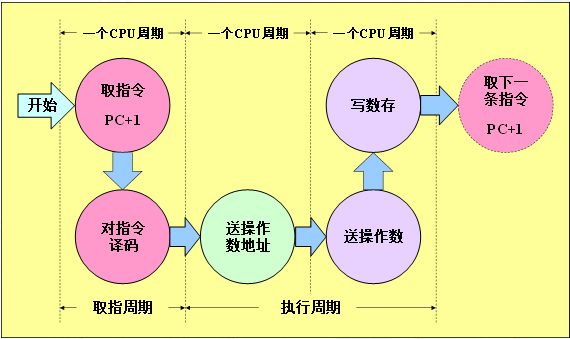 一个CPU周期
一个CPU周期
一个CPU周期
开始
取指令
PC+1
写数存
取下一
条指令
PC+1
对指令
译码
送操作
数地址
送操作数
取指周期
执行周期